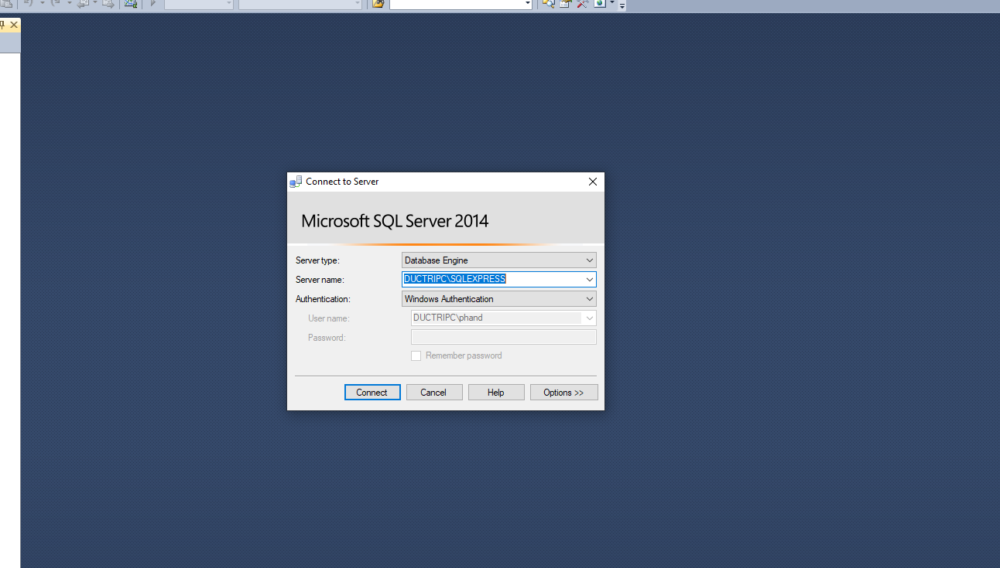 Connect to Server
Microsoft SQL Server 2014
Server type: Database Engine
Server name: DUCTRIPC\SQLEXPRESS
Authentication: Windows Authentication
User name: DUCTRIPC\phand
Password:
Remember password
Connect Cancel Help Options >>